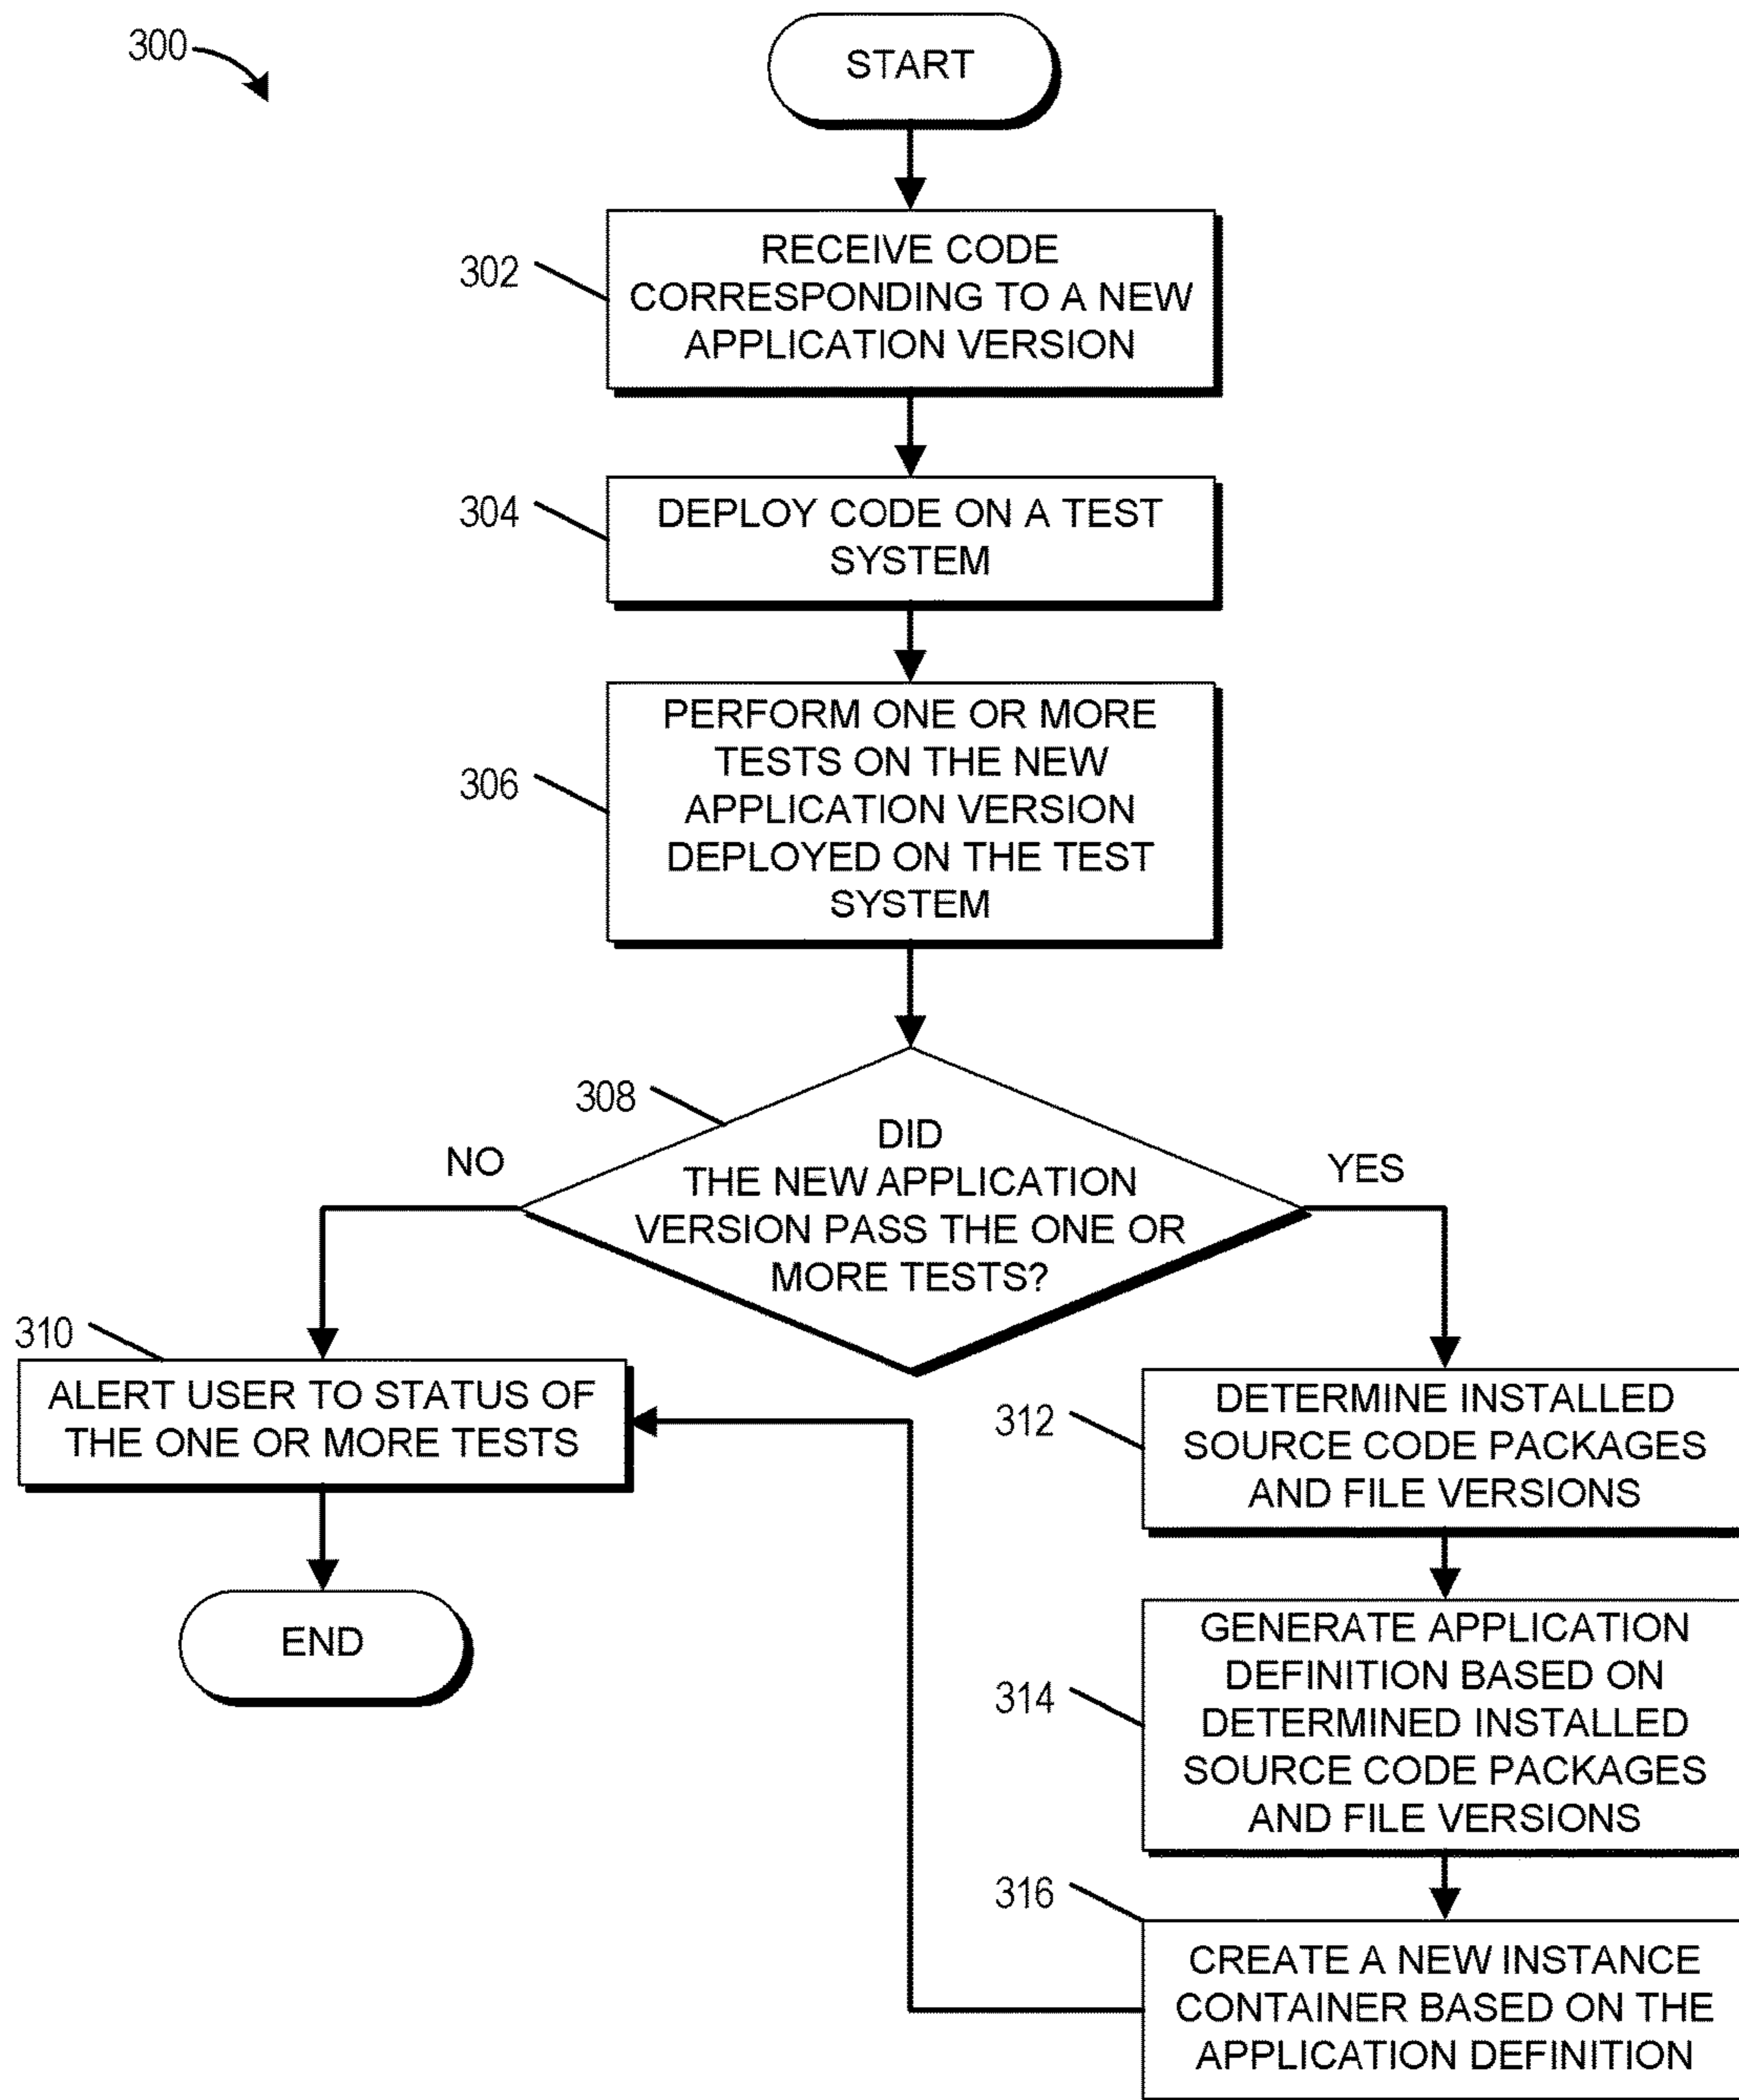 300
START
302
RECEIVE CODE
CORRESPONDING TO A NEW
APPLICATION VERSION
304
DEPLOY CODE ON A TEST
SYSTEM
306
PERFORM ONE OR MORE
TESTS ON THE NEW
APPLICATION VERSION
DEPLOYED ON THE TEST
SYSTEM
308
DID
THE NEW APPLICATION
VERSION PASS THE ONE OR
MORE TESTS?
NO
YES
310
ALERT USER TO STATUS OF
THE ONE OR MORE TESTS
END
312
DETERMINE INSTALLED
SOURCE CODE PACKAGES
AND FILE VERSIONS
314
GENERATE APPLICATION
DEFINITION BASED ON
DETERMINED INSTALLED
SOURCE CODE PACKAGES
AND FILE VERSIONS
316
CREATE A NEW INSTANCE
CONTAINER BASED ON THE
APPLICATION DEFINITION